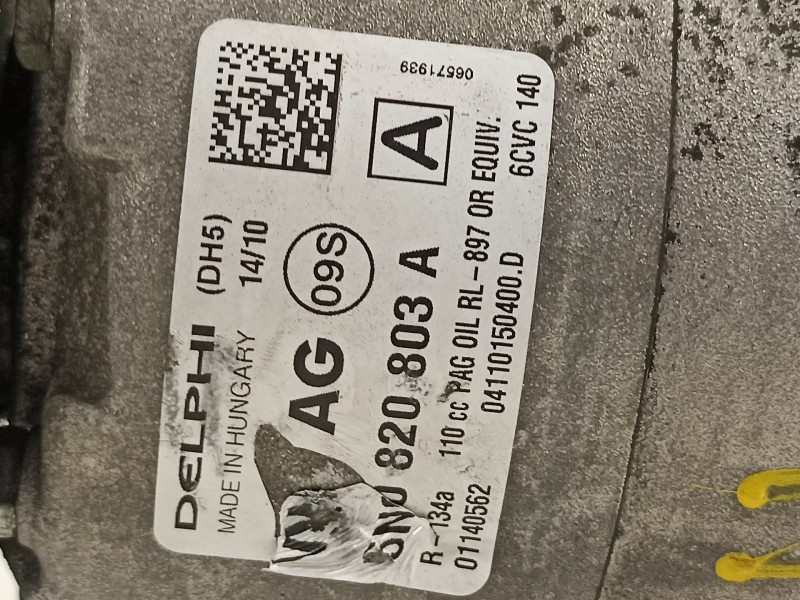 DELPHI (DH5)
MADE IN HUNGARY 14/10
AG 09S
A
06571939
5N0 820 803 A
R-134a 110 cc PAG OIL RL-897 OR EQUIV.
01140562 04110150400.D 6CVC 140